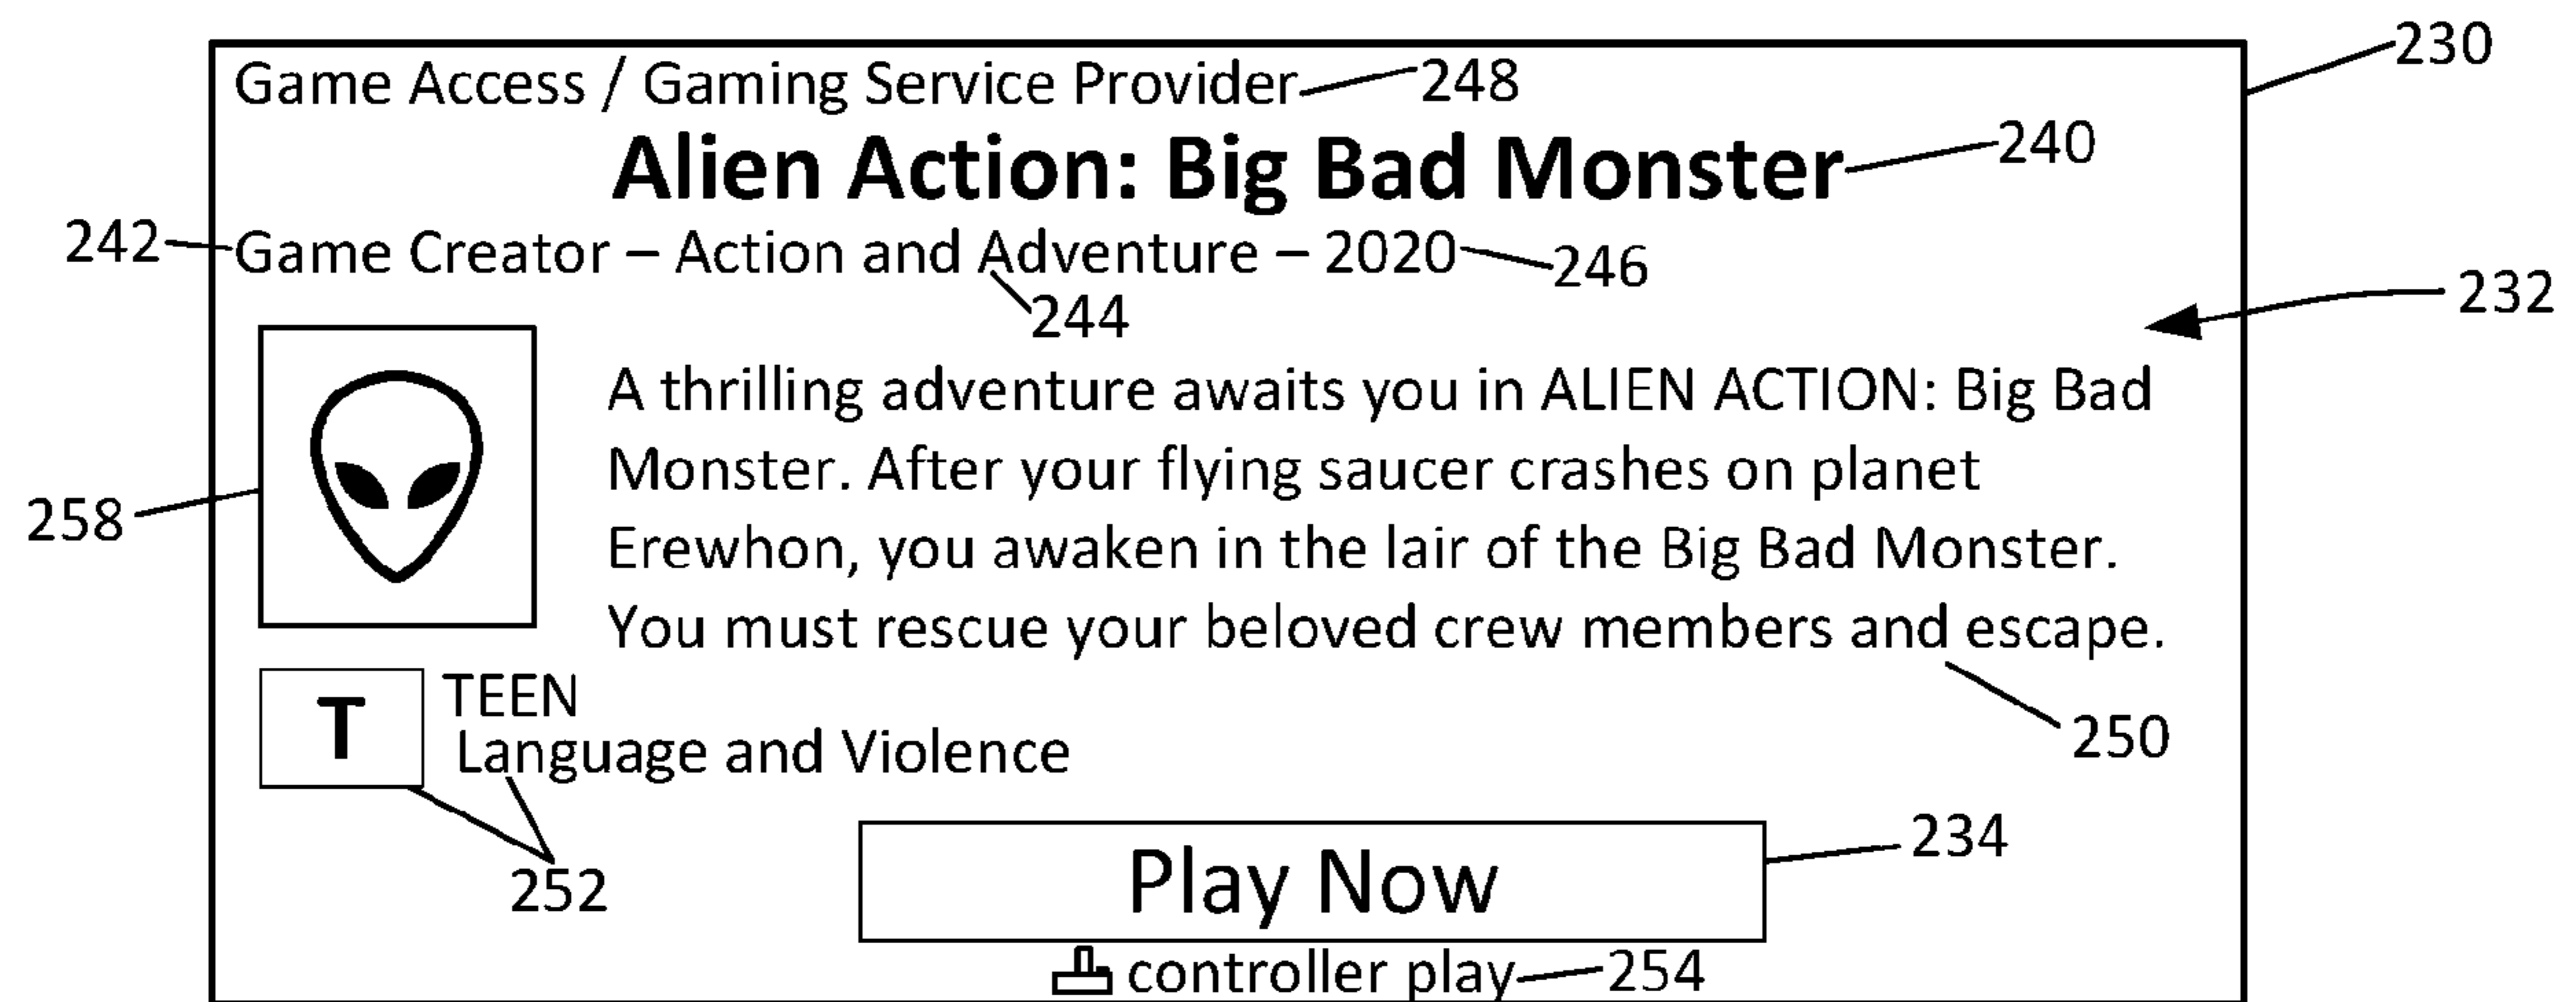 230
Game Access / Gaming Service Provider 248
Alien Action: Big Bad Monster 240
242 Game Creator – Action and Adventure – 2020 246
244
232
A thrilling adventure awaits you in ALIEN ACTION: Big Bad
Monster. After your flying saucer crashes on planet
258
Erewhon, you awaken in the lair of the Big Bad Monster.
You must rescue your beloved crew members and escape.
T TEEN
Language and Violence
250
252
Play Now 234
controller play 254